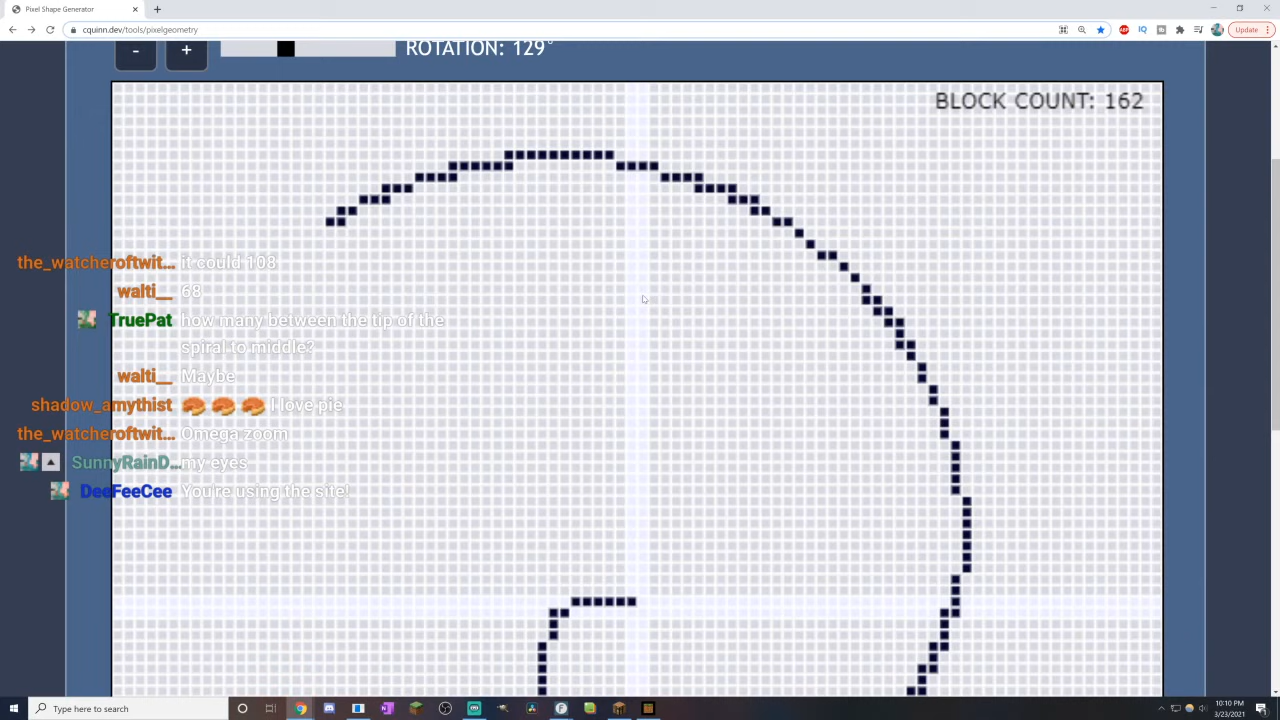 Pixel Shape Generator
cquinn.dev/tools/pixelgeometry
Update
- + ROTATION: 129°
BLOCK COUNT: 162
the_watcheroftwit... it could 108
walti__ 68
TruePat how many between the tip of the
spiral to middle?
walti__ Maybe
shadow_amythist I love pie
the_watcheroftwit... Omega zoom
SunnyRainD... my eyes
DeeFeeCee You're using the site!
Type here to search
10:10 PM
3/23/2021